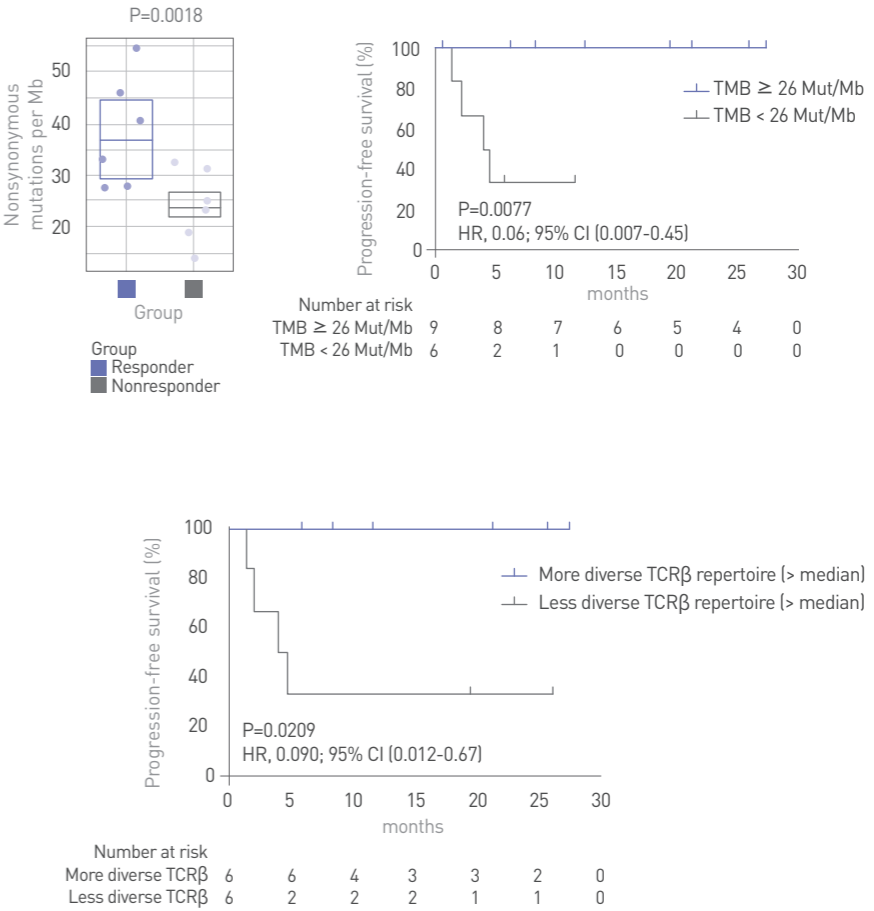 P=0.0018
Nonsynonymous
mutations per Mb
50
40
30
20
Group
Group
Responder
Nonresponder
Progression-free survival (%)
100
80
60
40
20
0
TMB ≥ 26 Mut/Mb
TMB < 26 Mut/Mb
P=0.0077
HR, 0.06; 95% CI (0.007-0.45)
0 5 10 15 20 25 30
months
Number at risk
TMB ≥ 26 Mut/Mb 9 8 7 6 5 4 0
TMB < 26 Mut/Mb 6 2 1 0 0 0 0
Progression-free survival (%)
100
80
60
40
20
0
More diverse TCRβ repertoire (> median)
Less diverse TCRβ repertoire (> median)
P=0.0209
HR, 0.090; 95% CI (0.012-0.67)
0 5 10 15 20 25 30
months
Number at risk
More diverse TCRβ 6 6 4 3 3 2 0
Less diverse TCRβ 6 2 2 2 1 1 0